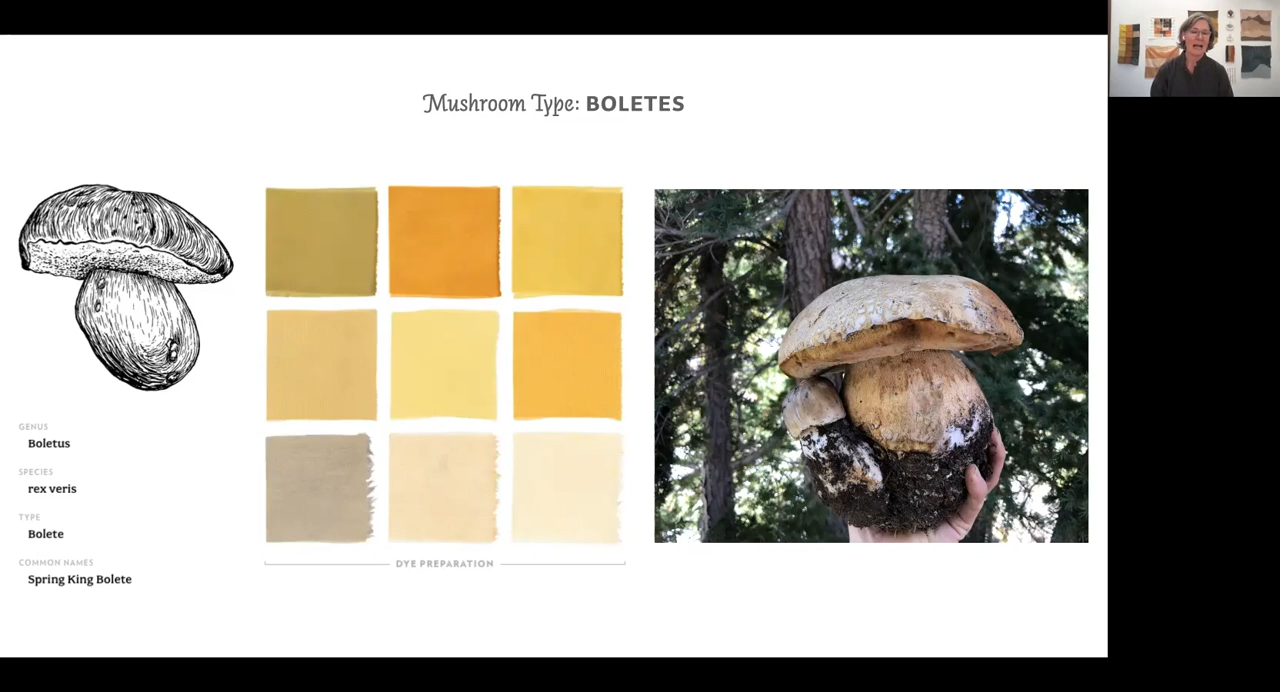 Mushroom Type: BOLETES
GENUS
Boletus
SPECIES
rex veris
TYPE
Bolete
COMMON NAMES
Spring King Bolete
DYE PREPARATION